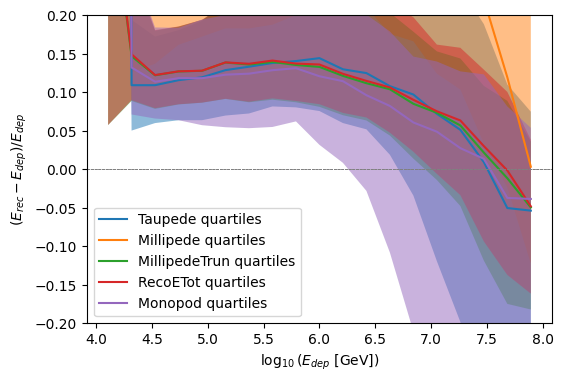 0.20
0.15
0.10
0.05
0.00
−0.05
−0.10
−0.15
−0.20
(E_rec − E_dep)/E_dep
Taupede quartiles
Millipede quartiles
MillipedeTrun quartiles
RecoETot quartiles
Monopod quartiles
4.0 4.5 5.0 5.5 6.0 6.5 7.0 7.5 8.0
log₁₀(E_dep [GeV])